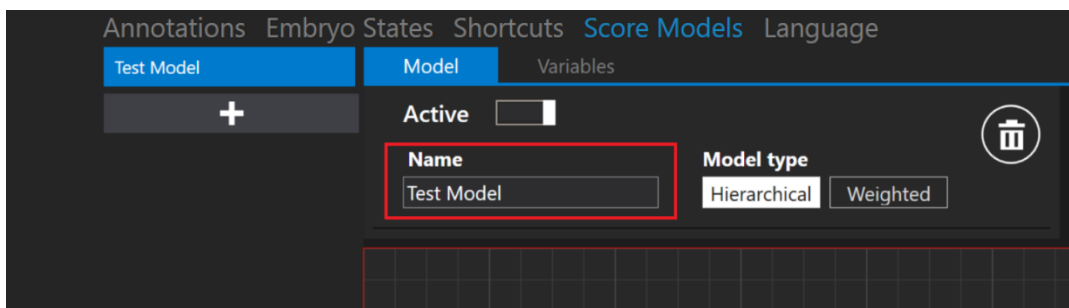 Annotations Embryo States Shortcuts Score Models Language
Test Model
Model Variables
+
Active
Name
Model type
Test Model
Hierarchical Weighted